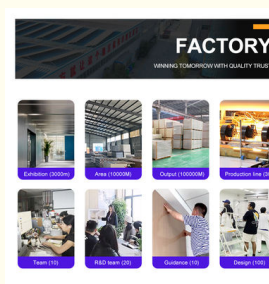 FACTORY
WINNING TOMORROW WITH QUALITY TRUST
Exhibition (3000m)
Area (10000M)
Output (100000M)
Production line
Team (10)
R&D team (20)
Guidance (10)
Design (100)